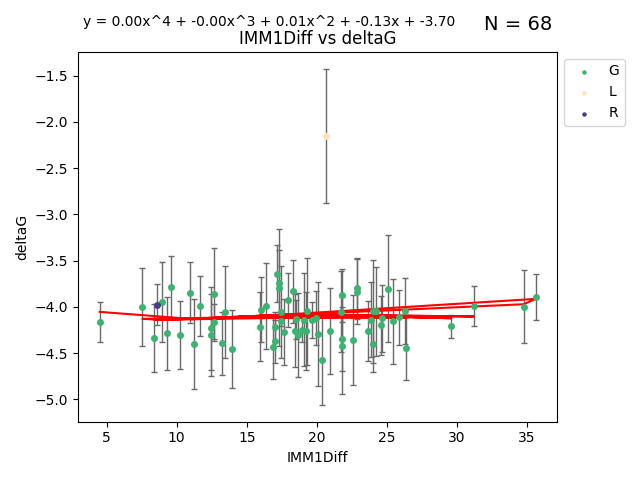 y = 0.00x^4 + -0.00x^3 + 0.01x^2 + -0.13x + -3.70
N = 68
IMM1Diff vs deltaG
G
L
R
deltaG
−1.5
−2.0
−2.5
−3.0
−3.5
−4.0
−4.5
−5.0
5 10 15 20 25 30 35
IMM1Diff